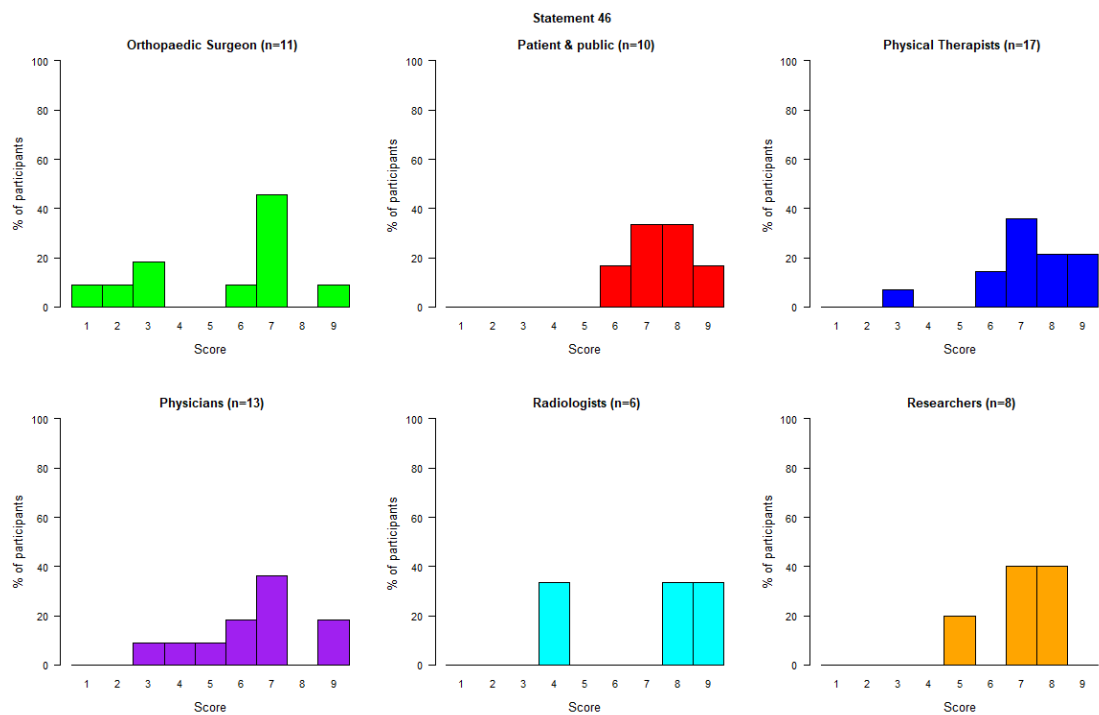 Statement 46
Orthopaedic Surgeon (n=11)
Patient & public (n=10)
Physical Therapists (n=17)
100
80
60
40
20
0
% of participants
1 2 3 4 5 6 7 8 9
Score
100
80
60
40
20
0
% of participants
1 2 3 4 5 6 7 8 9
Score
100
80
60
40
20
0
% of participants
1 2 3 4 5 6 7 8 9
Score
Physicians (n=13)
Radiologists (n=6)
Researchers (n=8)
100
80
60
40
20
0
% of participants
1 2 3 4 5 6 7 8 9
Score
100
80
60
40
20
0
% of participants
1 2 3 4 5 6 7 8 9
Score
100
80
60
40
20
0
% of participants
1 2 3 4 5 6 7 8 9
Score